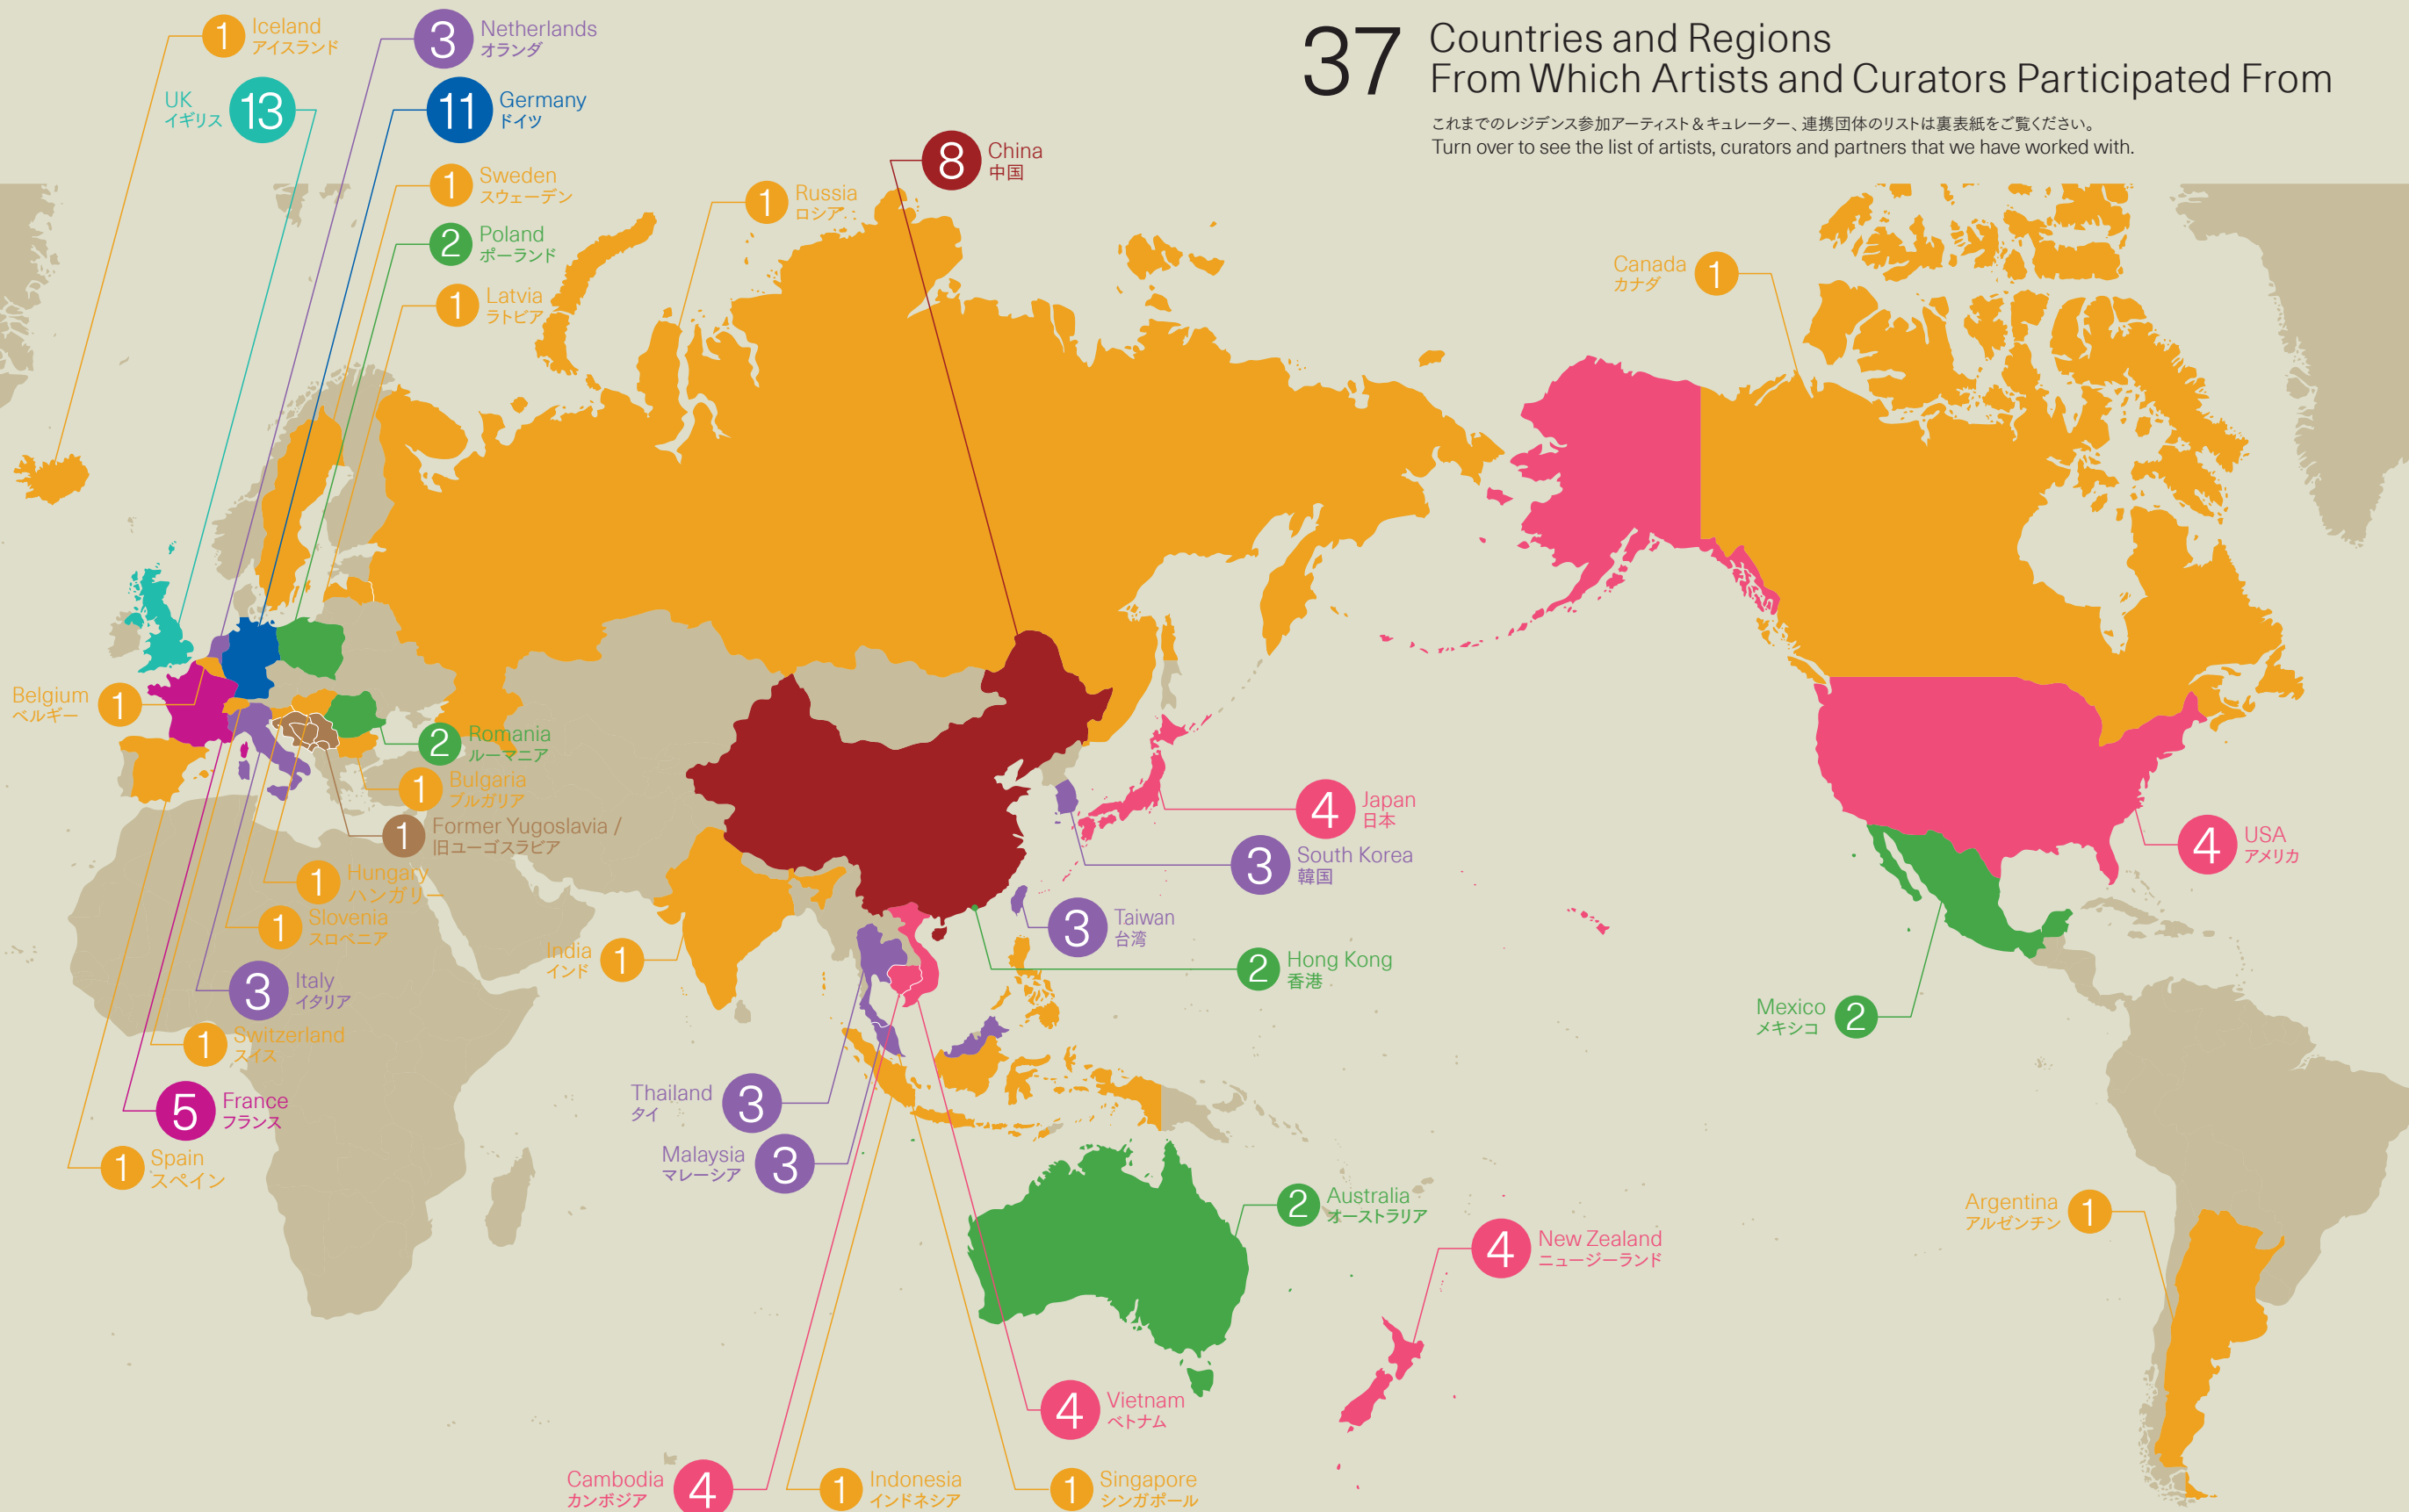 37
Countries and Regions
From Which Artists and Curators Participated From
これまでのレジデンス参加アーティスト＆キュレーター、連携団体のリストは裏表紙をご覧ください。
Turn over to see the list of artists, curators and partners that we have worked with.
1 Iceland
アイスランド
3 Netherlands
オランダ
UK 13
イギリス
11 Germany
ドイツ
1 Sweden
スウェーデン
2 Poland
ポーランド
1 Latvia
ラトビア
1 Russia
ロシア
8 China
中国
Canada 1
カナダ
Belgium 1
ベルギー
2 Romania
ルーマニア
1 Bulgaria
ブルガリア
1 Former Yugoslavia /
旧ユーゴスラビア
1 Hungary
ハンガリー
1 Slovenia
スロベニア
3 Italy
イタリア
1 Switzerland
スイス
5 France
フランス
1 Spain
スペイン
India 1
インド
4 Japan
日本
3 South Korea
韓国
3 Taiwan
台湾
2 Hong Kong
香港
4 USA
アメリカ
Mexico 2
メキシコ
Thailand 3
タイ
Malaysia 3
マレーシア
2 Australia
オーストラリア
4 New Zealand
ニュージーランド
Argentina 1
アルゼンチン
4 Vietnam
ベトナム
Cambodia 4
カンボジア
1 Indonesia
インドネシア
1 Singapore
シンガポール